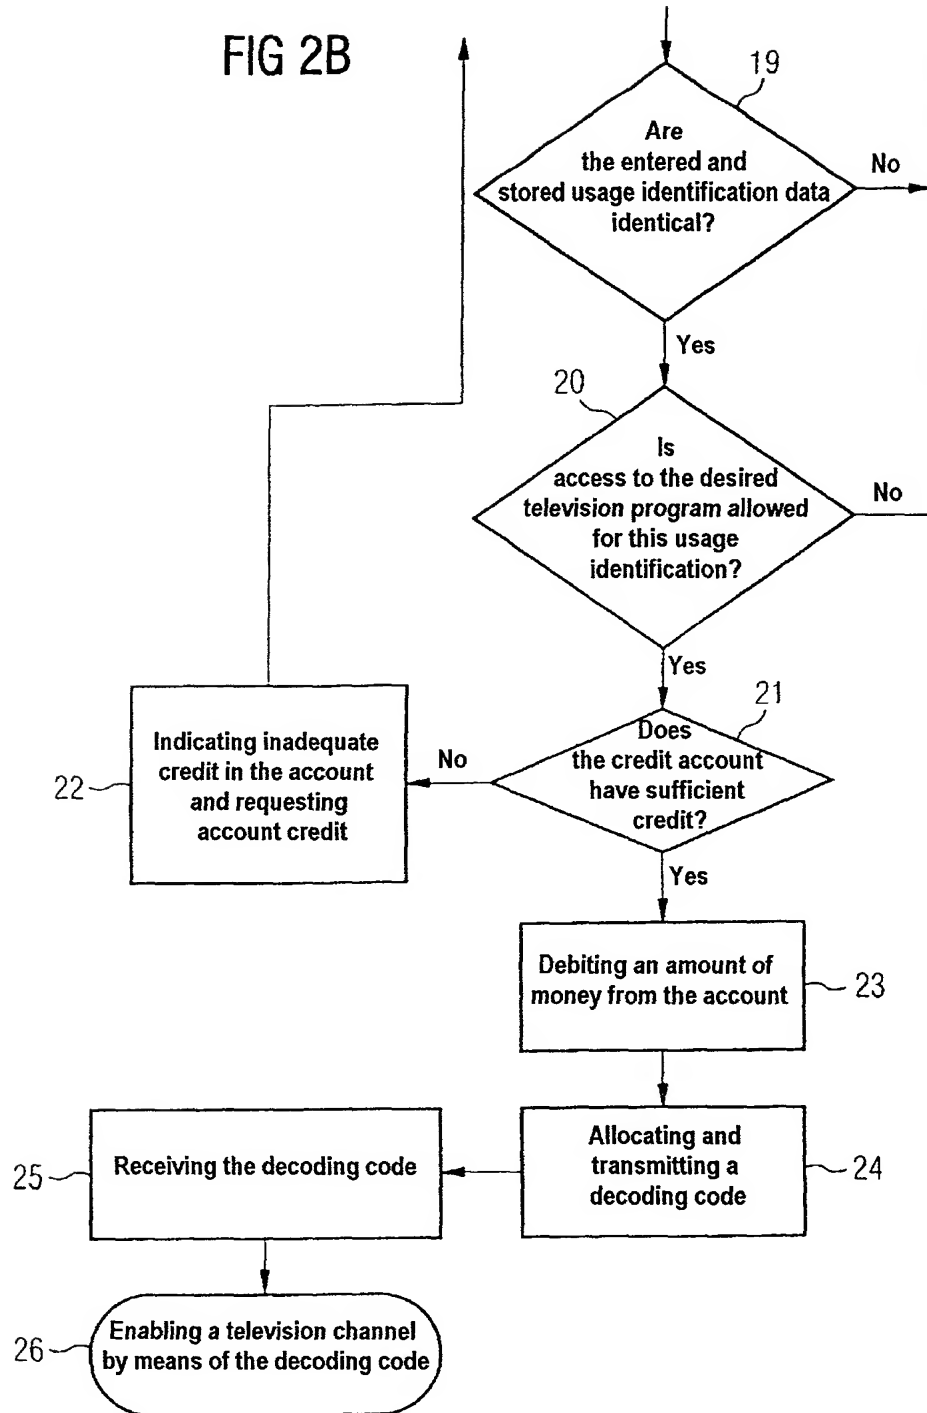 FIG 2B
19
Are
the entered and
stored usage identification data
identical?
No
Yes
20
Is
access to the desired
television program allowed
for this usage
identification?
No
Yes
21
Does
the credit account
have sufficient
credit?
No
22
Indicating inadequate
credit in the account
and requesting
account credit
Yes
Debiting an amount of
money from the account
23
Allocating and
transmitting a
decoding code
24
25
Receiving the decoding code
26
Enabling a television channel
by means of the decoding code